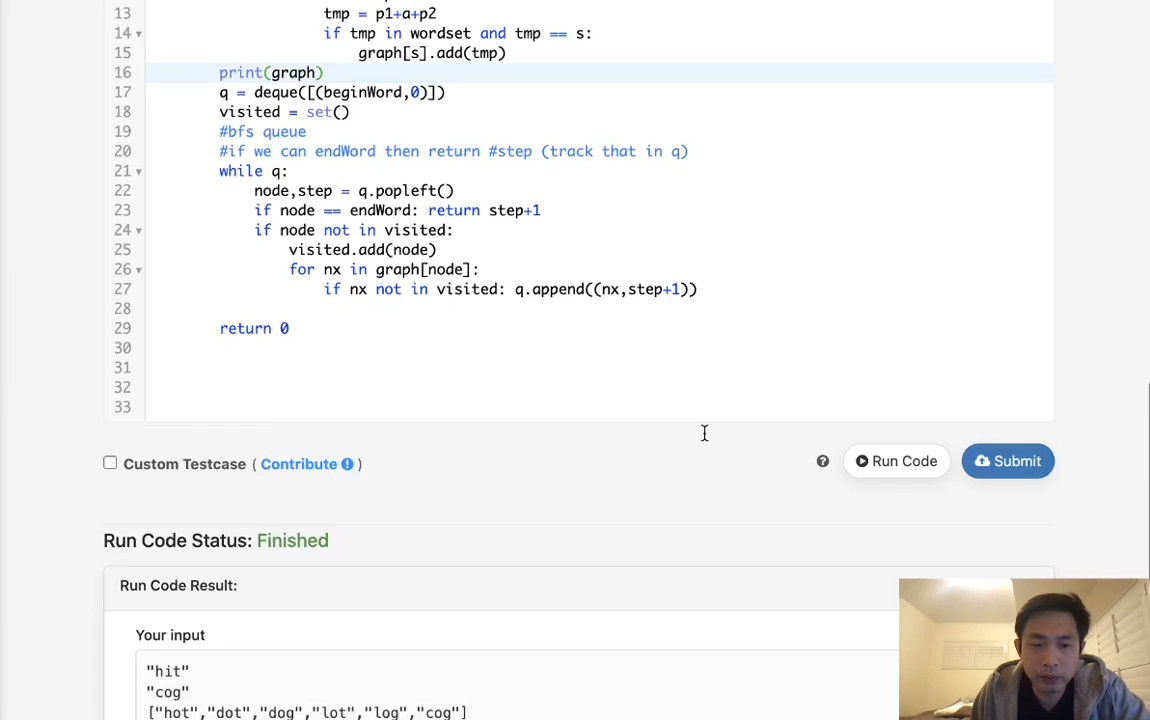 13 tmp = p1+a+p2
14 if tmp in wordset and tmp == s:
15 graph[s].add(tmp)
16 print(graph)
17 q = deque([(beginWord,0)])
18 visited = set()
19 #bfs queue
20 #if we can endWord then return #step (track that in q)
21 while q:
22 node,step = q.popleft()
23 if node == endWord: return step+1
24 if node not in visited:
25 visited.add(node)
26 for nx in graph[node]:
27 if nx not in visited: q.append((nx,step+1))
28
29 return 0
30
31
32
33
Custom Testcase ( Contribute )
Run Code
Submit
Run Code Status: Finished
Run Code Result:
Your input
"hit"
"cog"
["hot","dot","dog","lot","log","cog"]